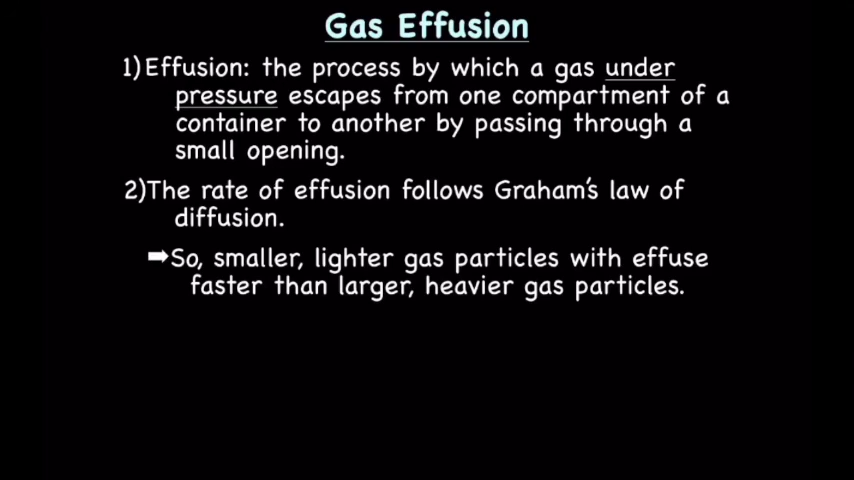 Gas Effusion
1)Effusion: the process by which a gas under
pressure escapes from one compartment of a
container to another by passing through a
small opening.
2)The rate of effusion follows Graham's law of
diffusion.
➡So, smaller, lighter gas particles with effuse
faster than larger, heavier gas particles.